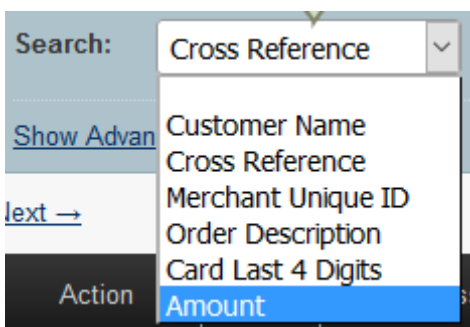 Search: Cross Reference
Customer Name
Show Advan
Cross Reference
Merchant Unique ID
Next →
Order Description
Card Last 4 Digits
Action
Amount